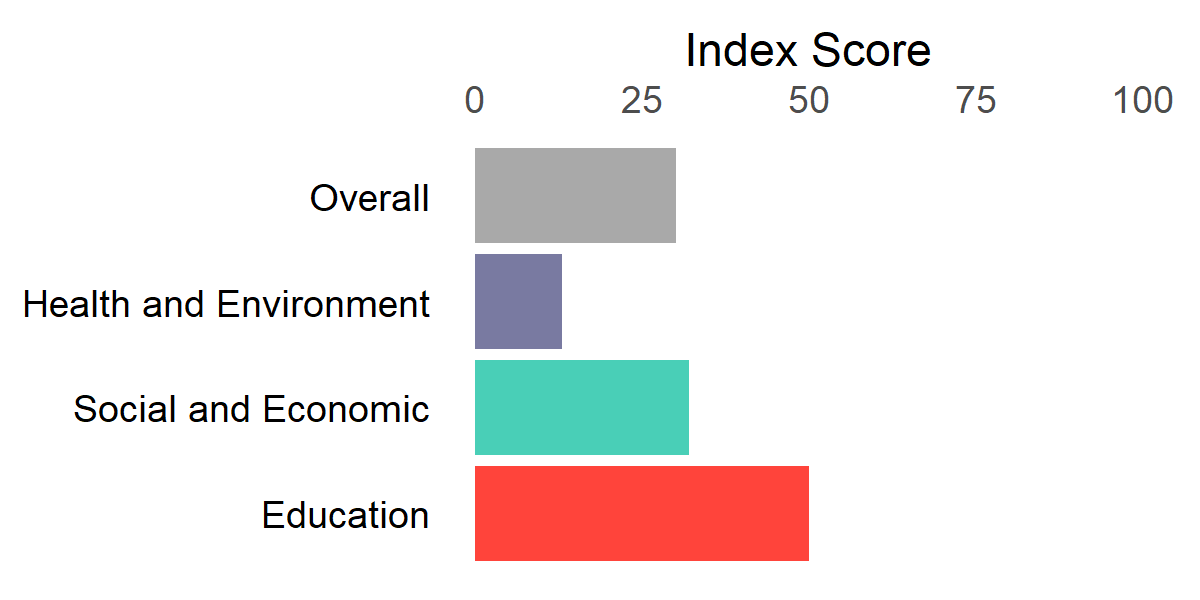 Index Score
0 25 50 75 100
Overall
Health and Environment
Social and Economic
Education